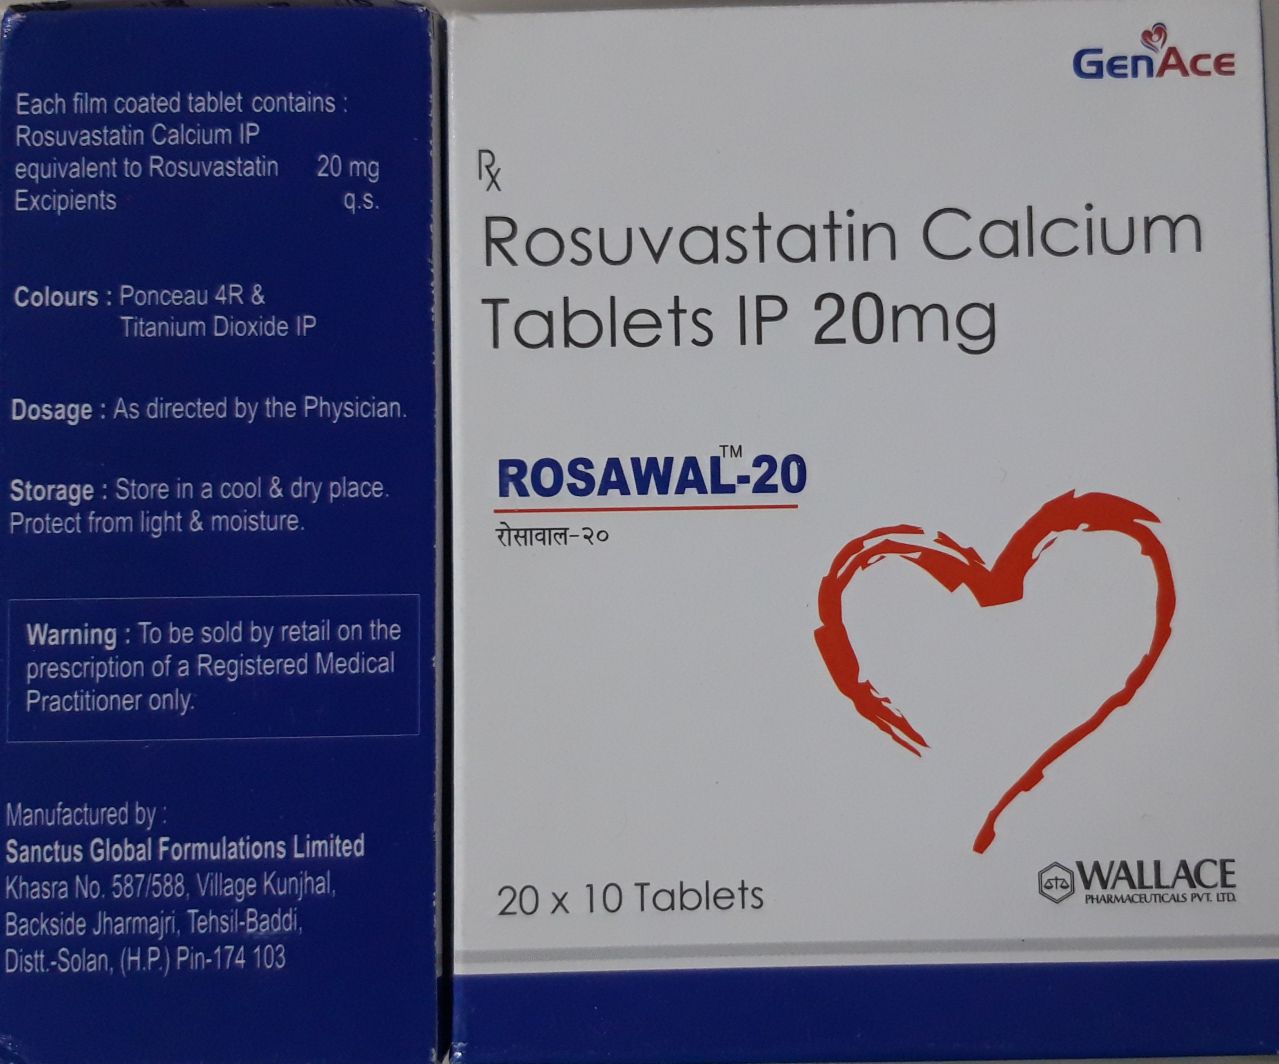 Each film coated tablet contains :
Rosuvastatin Calcium IP
equivalent to Rosuvastatin 20 mg
Excipients q.s.
Colours : Ponceau 4R &
Titanium Dioxide IP
Dosage : As directed by the Physician.
Storage : Store in a cool & dry place.
Protect from light & moisture.
Warning : To be sold by retail on the
prescription of a Registered Medical
Practitioner only.
Manufactured by :
Sanctus Global Formulations Limited
Khasra No. 587/588, Village Kunjhal,
Backside Jharmajri, Tehsil-Baddi,
Distt.-Solan, (H.P.) Pin-174 103
GenAce
Rx
Rosuvastatin Calcium
Tablets IP 20mg
ROSAWAL™-20
रोसावाल-२०
20 x 10 Tablets
WALLACE
PHARMACEUTICALS PVT. LTD.